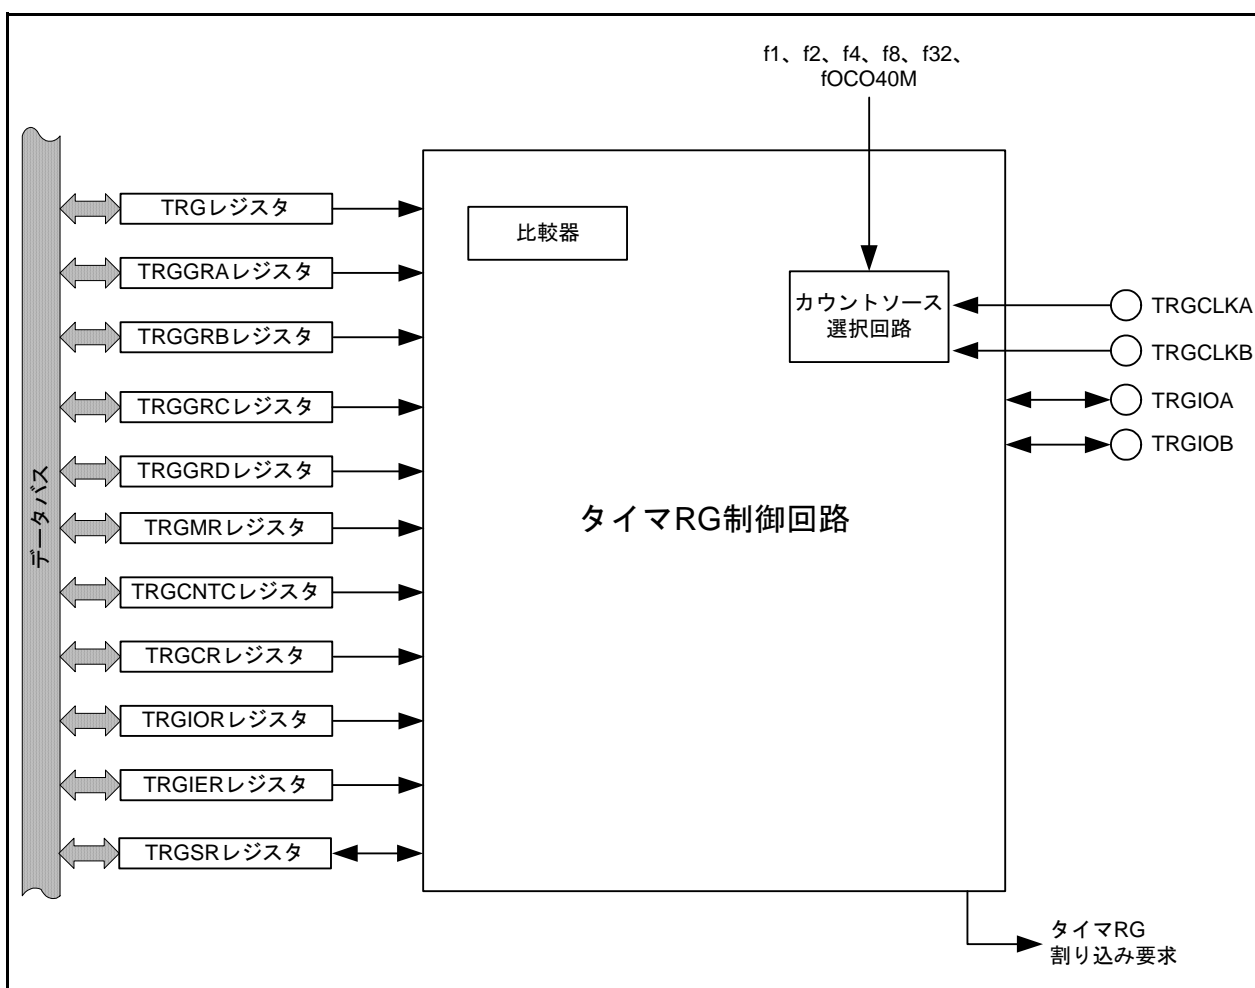 f1、f2、f4、f8、f32、
fOCO40M
データバス
TRGレジスタ
TRGGRAレジスタ
TRGGRBレジスタ
TRGGRCレジスタ
TRGGRDレジスタ
TRGMRレジスタ
TRGCNTCレジスタ
TRGCRレジスタ
TRGIORレジスタ
TRGIERレジスタ
TRGSRレジスタ
比較器
カウントソース
選択回路
タイマRG制御回路
TRGCLKA
TRGCLKB
TRGIOA
TRGIOB
タイマRG
割り込み要求